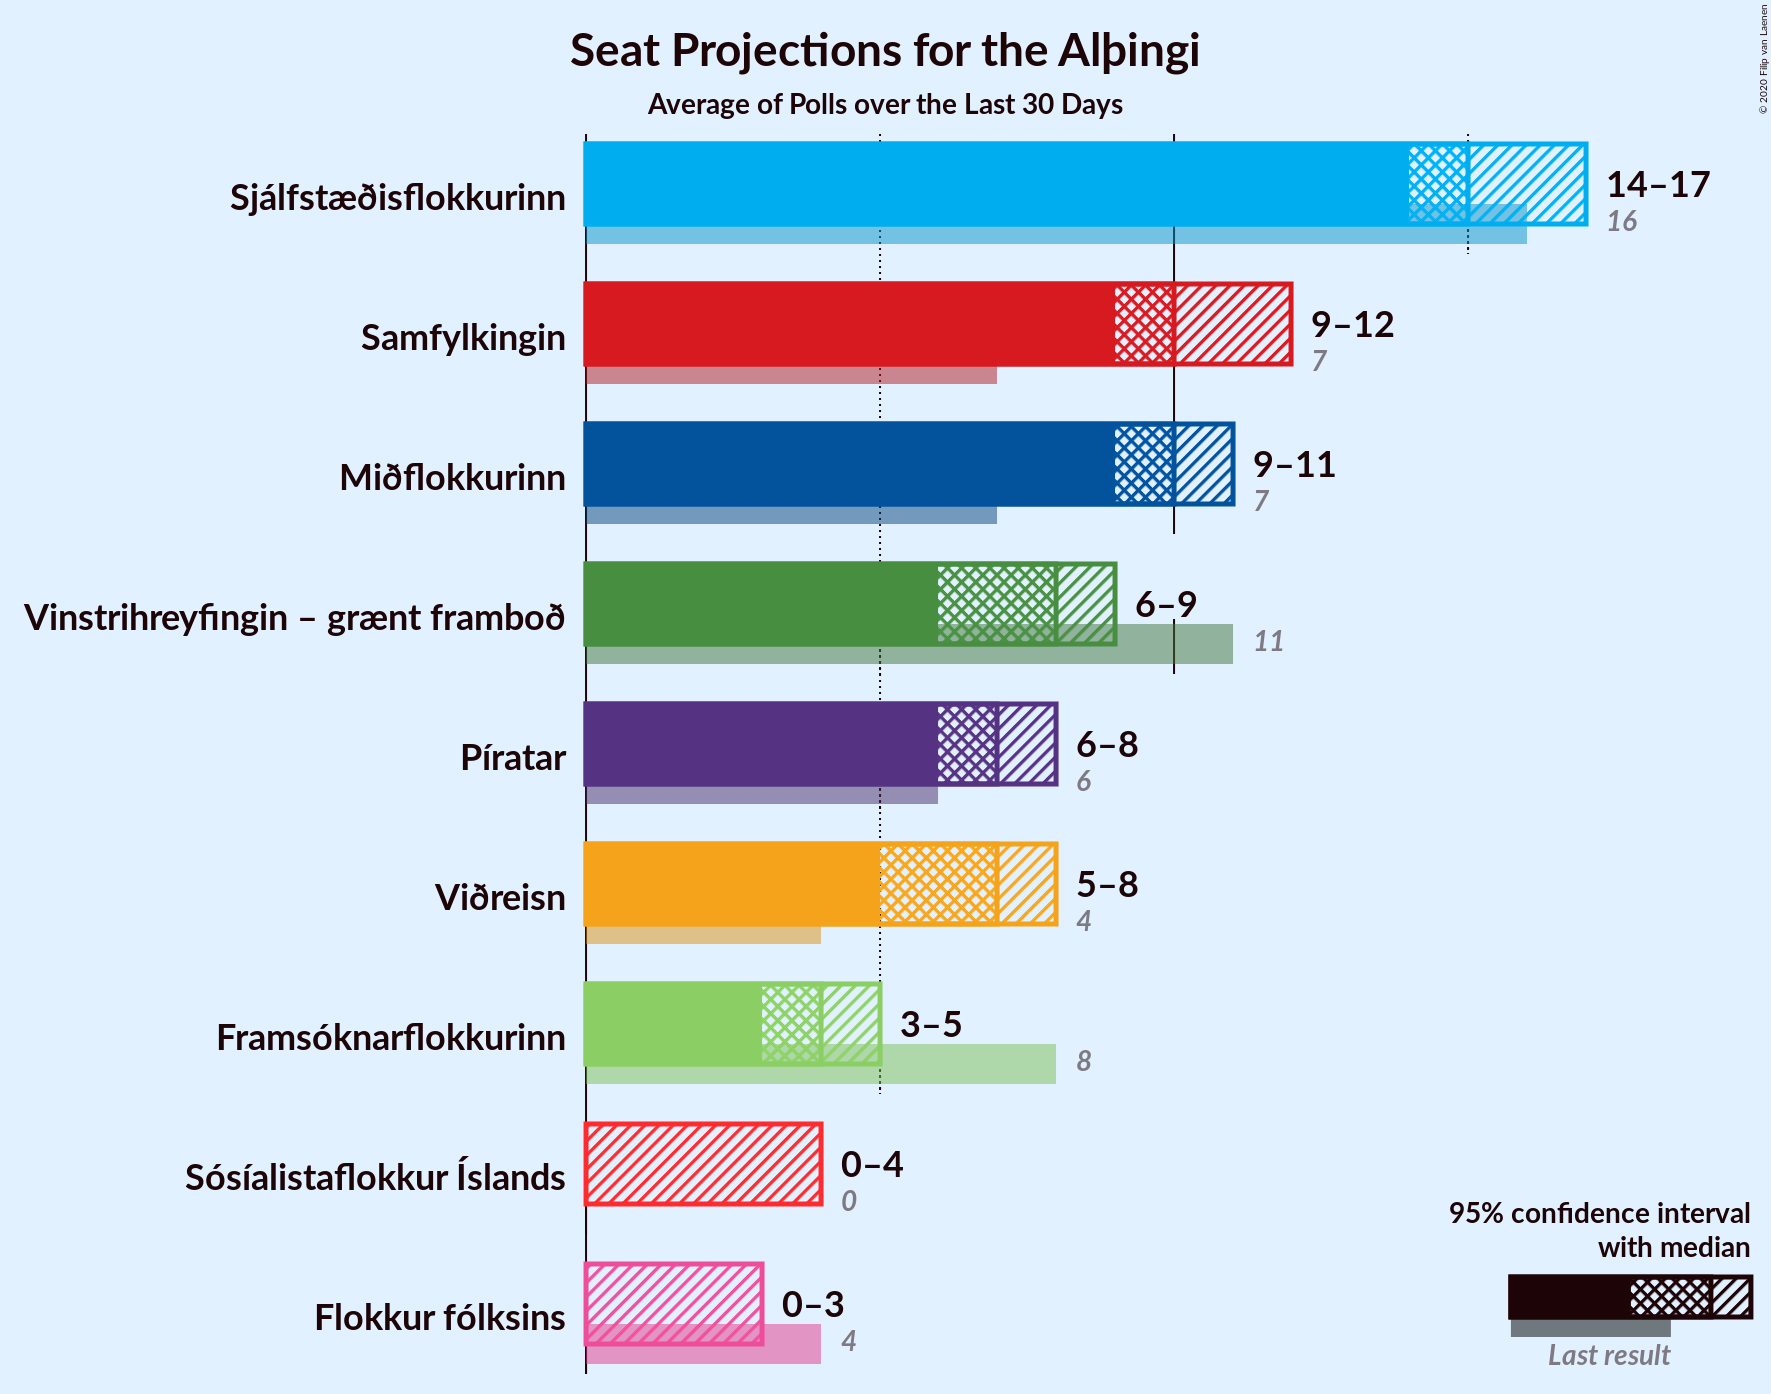 Seat Projections for the Alþingi
Average of Polls over the Last 30 Days
© 2020 Filip van Laenen
Sjálfstæðisflokkurinn
14–17
16
Samfylkingin
9–12
7
Miðflokkurinn
9–11
7
Vinstrihreyfingin – grænt framboð
6–9
11
Píratar
6–8
6
Viðreisn
5–8
4
Framsóknarflokkurinn
3–5
8
Sósíalistaflokkur Íslands
0–4
0
Flokkur fólksins
0–3
4
95% confidence interval
with median
Last result